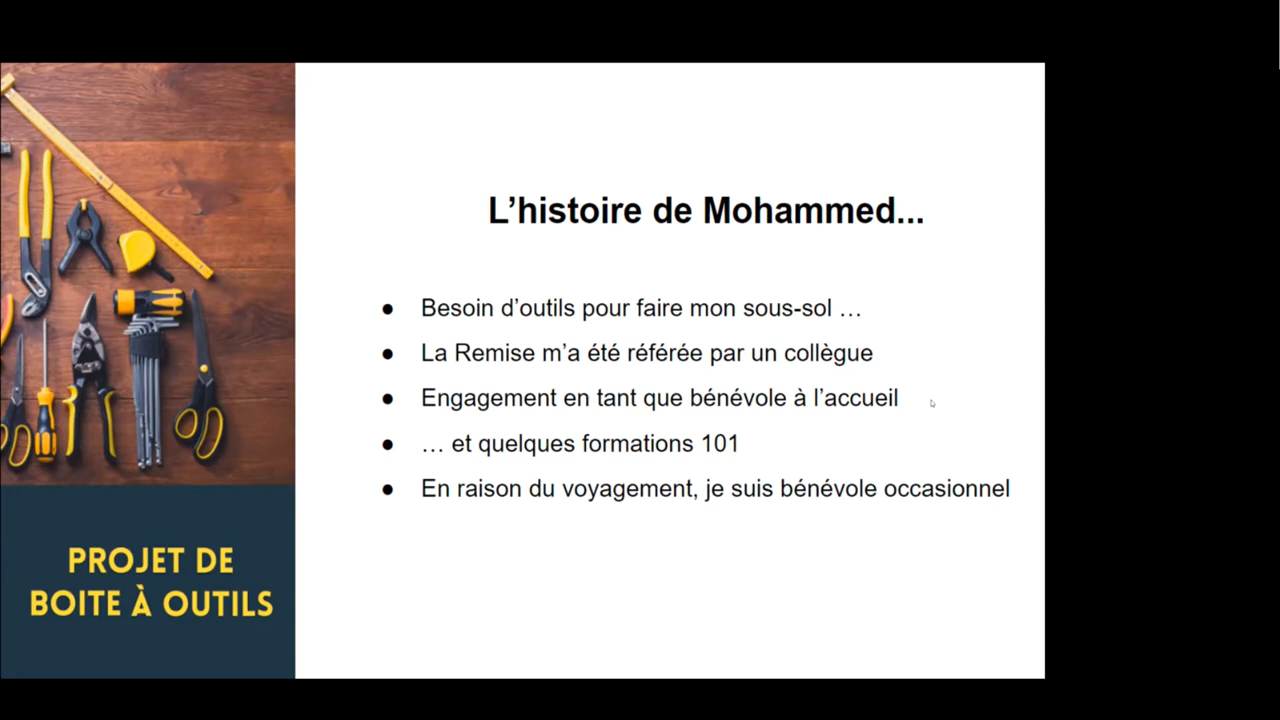 L’histoire de Mohammed...
● Besoin d’outils pour faire mon sous-sol …
● La Remise m’a été référée par un collègue
● Engagement en tant que bénévole à l’accueil
● … et quelques formations 101
● En raison du voyagement, je suis bénévole occasionnel
PROJET DE
BOITE À OUTILS